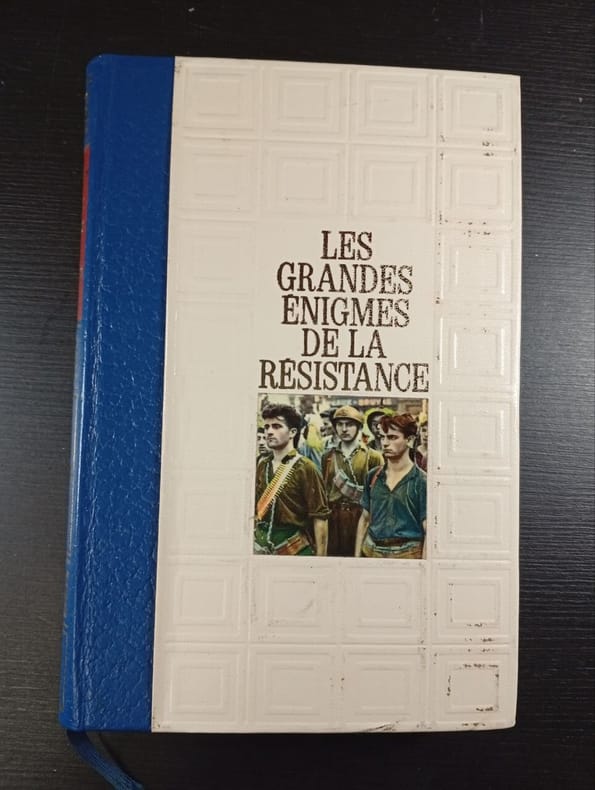 LES
GRANDES
ÉNIGMES
DE LA
RÉSISTANCE